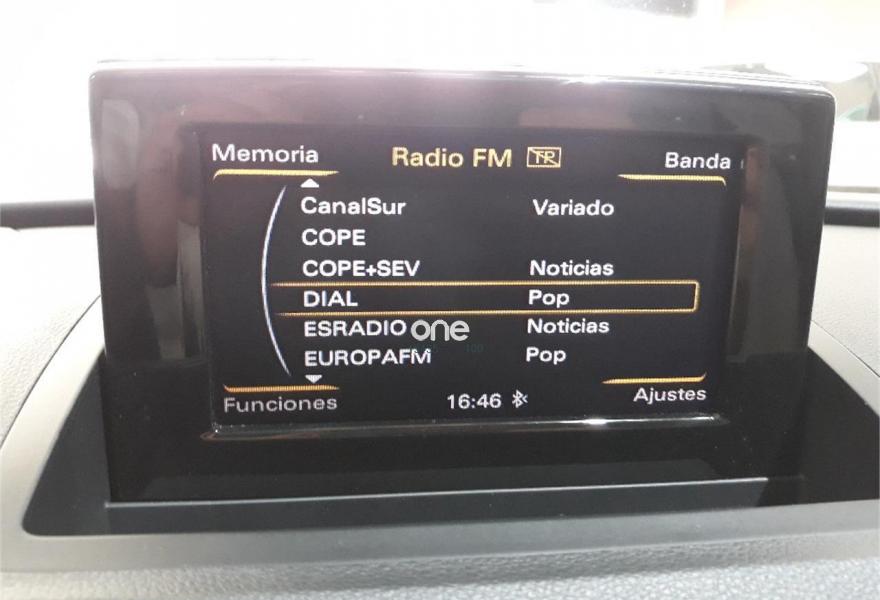 Memoria Radio FM TR Banda
CanalSur Variado
COPE
COPE+SEV Noticias
DIAL Pop
ESRADIO Noticias
one
EUROPAFM Pop
Funciones 16:46 Ajustes